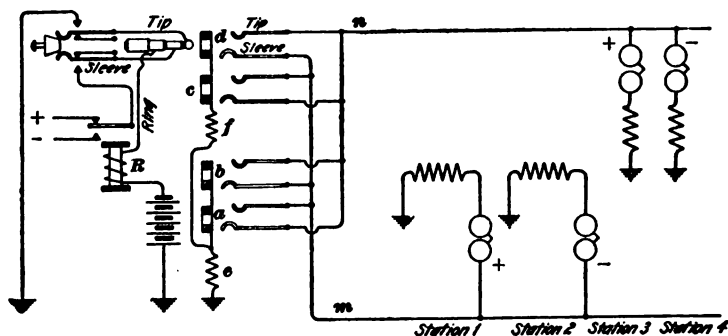 Tip
Sleeve
Ring
+
−
R
d
c
f
b
a
e
Tip
Sleeve
n
m
+
−
+
−
Station 1
Station 2
Station 3
Station 4